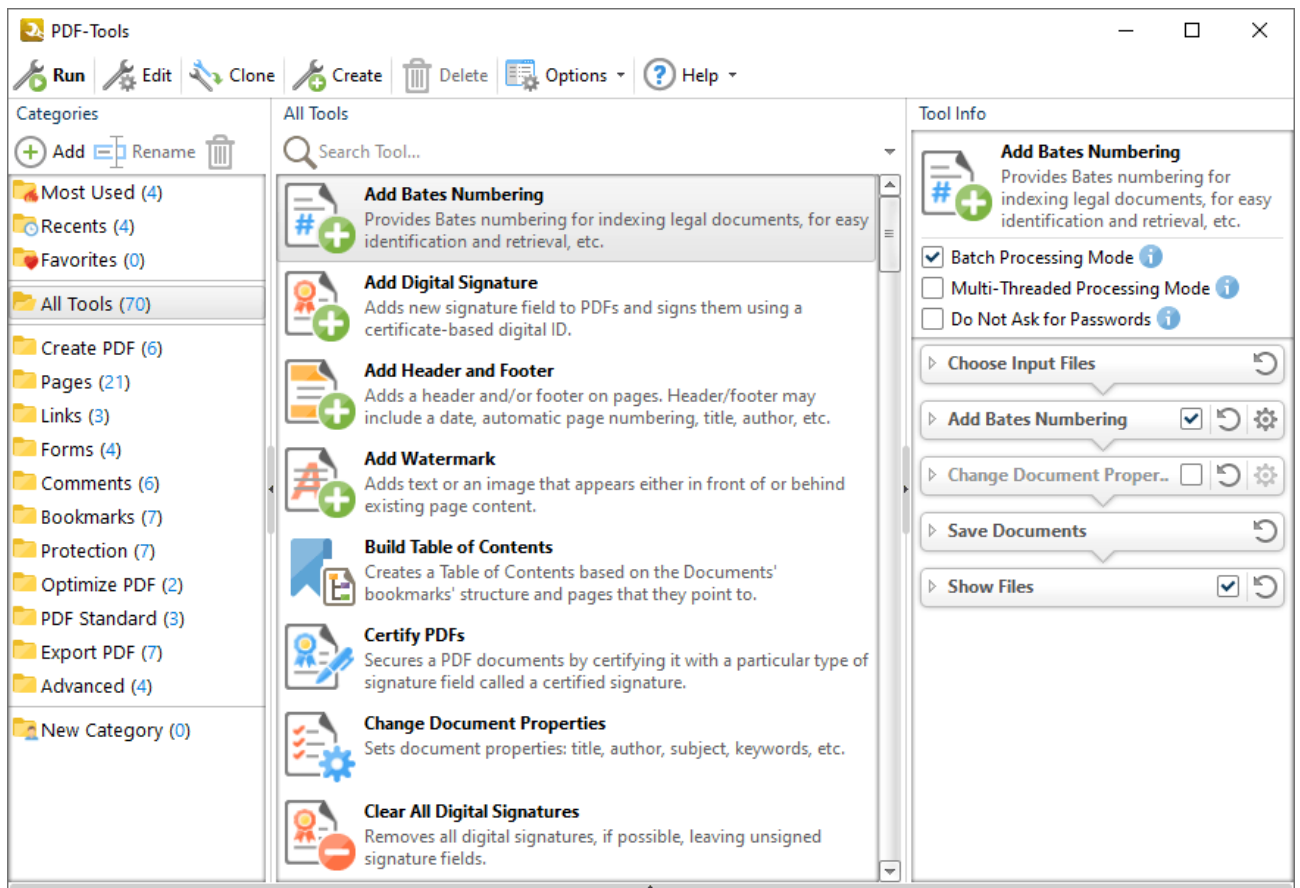 PDF-Tools
Run Edit Clone Create Delete Options Help
Categories
Add Rename
Most Used (4)
Recents (4)
Favorites (0)
All Tools (70)
Create PDF (6)
Pages (21)
Links (3)
Forms (4)
Comments (6)
Bookmarks (7)
Protection (7)
Optimize PDF (2)
PDF Standard (3)
Export PDF (7)
Advanced (4)
New Category (0)
All Tools
Search Tool...
Add Bates Numbering
Provides Bates numbering for indexing legal documents, for easy
identification and retrieval, etc.
Add Digital Signature
Adds new signature field to PDFs and signs them using a
certificate-based digital ID.
Add Header and Footer
Adds a header and/or footer on pages. Header/footer may
include a date, automatic page numbering, title, author, etc.
Add Watermark
Adds text or an image that appears either in front of or behind
existing page content.
Build Table of Contents
Creates a Table of Contents based on the Documents'
bookmarks' structure and pages that they point to.
Certify PDFs
Secures a PDF documents by certifying it with a particular type of
signature field called a certified signature.
Change Document Properties
Sets document properties: title, author, subject, keywords, etc.
Clear All Digital Signatures
Removes all digital signatures, if possible, leaving unsigned
signature fields.
Tool Info
Add Bates Numbering
Provides Bates numbering for
indexing legal documents, for easy
identification and retrieval, etc.
Batch Processing Mode
Multi-Threaded Processing Mode
Do Not Ask for Passwords
Choose Input Files
Add Bates Numbering
Change Document Proper..
Save Documents
Show Files